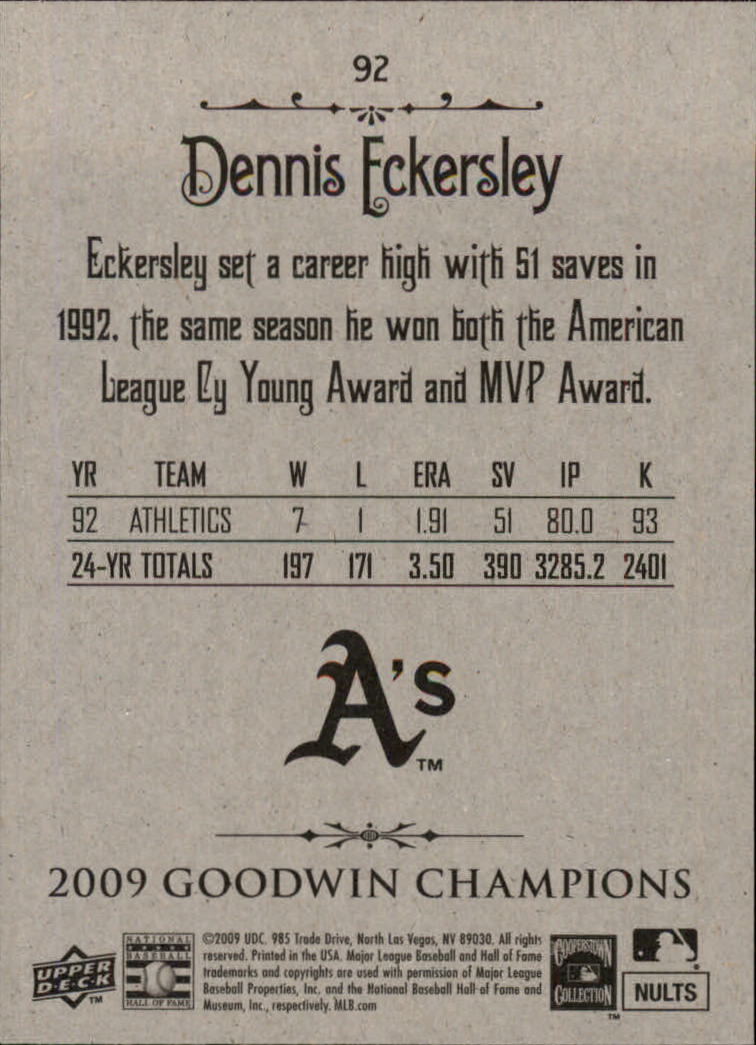 92
Dennis Eckersley
Eckersley set a career high with 51 saves in
1992, the same season he won both the American
League Cy Young Award and MVP Award.
YR TEAM W L ERA SV IP K
92 ATHLETICS 7 1 1.91 51 80.0 93
24-YR TOTALS 197 171 3.50 390 3285.2 2401
A's
TM
2009 GOODWIN CHAMPIONS
UPPER
D·E·C·K
TM
NATIONAL
BASEBALL
HALL OF FAME
©2009 UDC. 985 Trade Drive, North Las Vegas, NV 89030. All rights
reserved. Printed in the USA. Major League Baseball and Hall of Fame
trademarks and copyrights are used with permission of Major League
Baseball Properties, Inc. and the National Baseball Hall of Fame and
Museum, Inc., respectively. MLB.com
COOPERSTOWN
COLLECTION
TM
NULTS